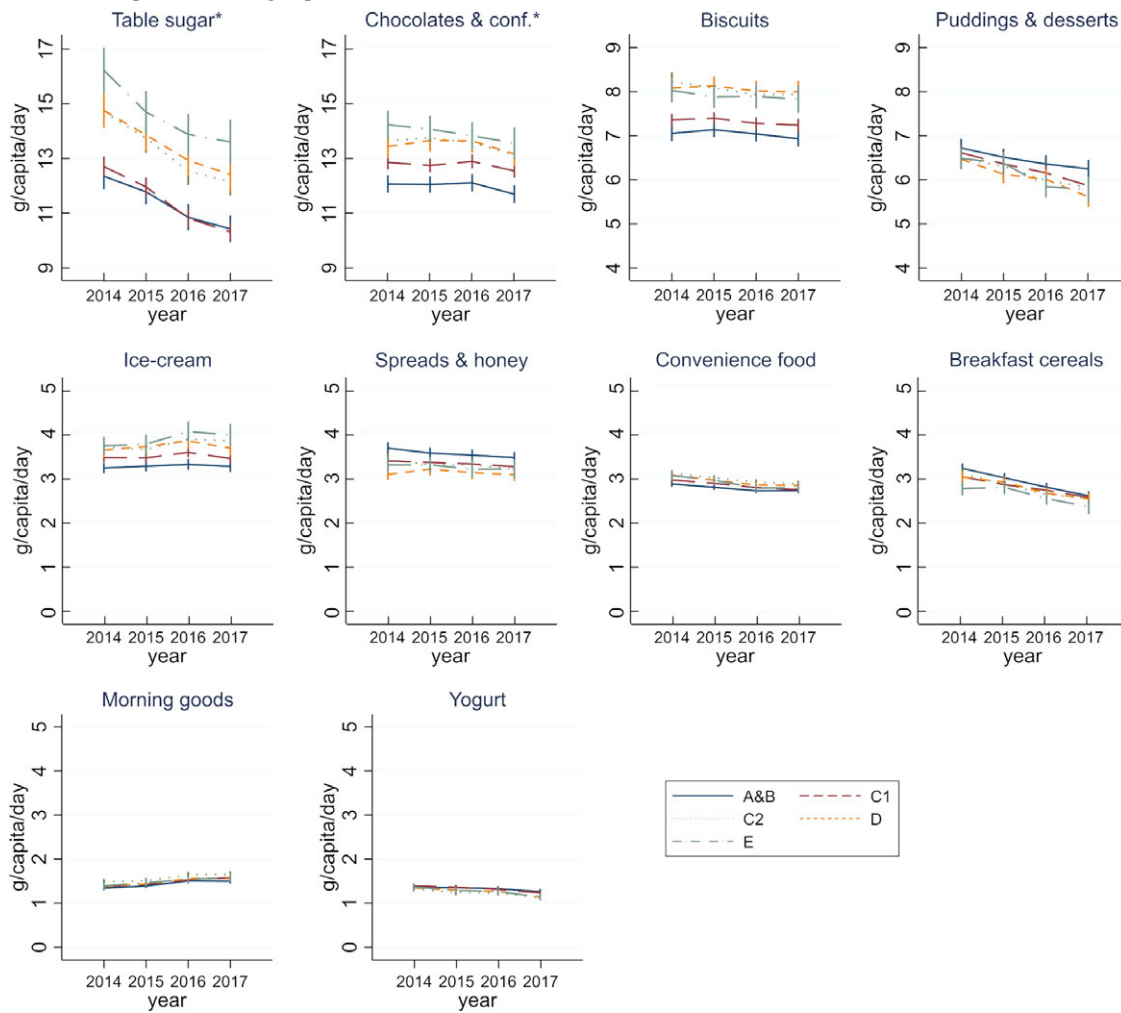 Table sugar*
Chocolates & conf.*
Biscuits
Puddings & desserts
g/capita/day
17
15
13
11
9
2014 2015 2016 2017
year
g/capita/day
17
15
13
11
9
2014 2015 2016 2017
year
g/capita/day
9
8
7
6
5
4
2014 2015 2016 2017
year
g/capita/day
9
8
7
6
5
4
2014 2015 2016 2017
year
Ice-cream
Spreads & honey
Convenience food
Breakfast cereals
g/capita/day
5
4
3
2
1
0
2014 2015 2016 2017
year
g/capita/day
5
4
3
2
1
0
2014 2015 2016 2017
year
g/capita/day
5
4
3
2
1
0
2014 2015 2016 2017
year
g/capita/day
5
4
3
2
1
0
2014 2015 2016 2017
year
Morning goods
Yogurt
g/capita/day
5
4
3
2
1
0
2014 2015 2016 2017
year
g/capita/day
5
4
3
2
1
0
2014 2015 2016 2017
year
A&B
C1
C2
D
E